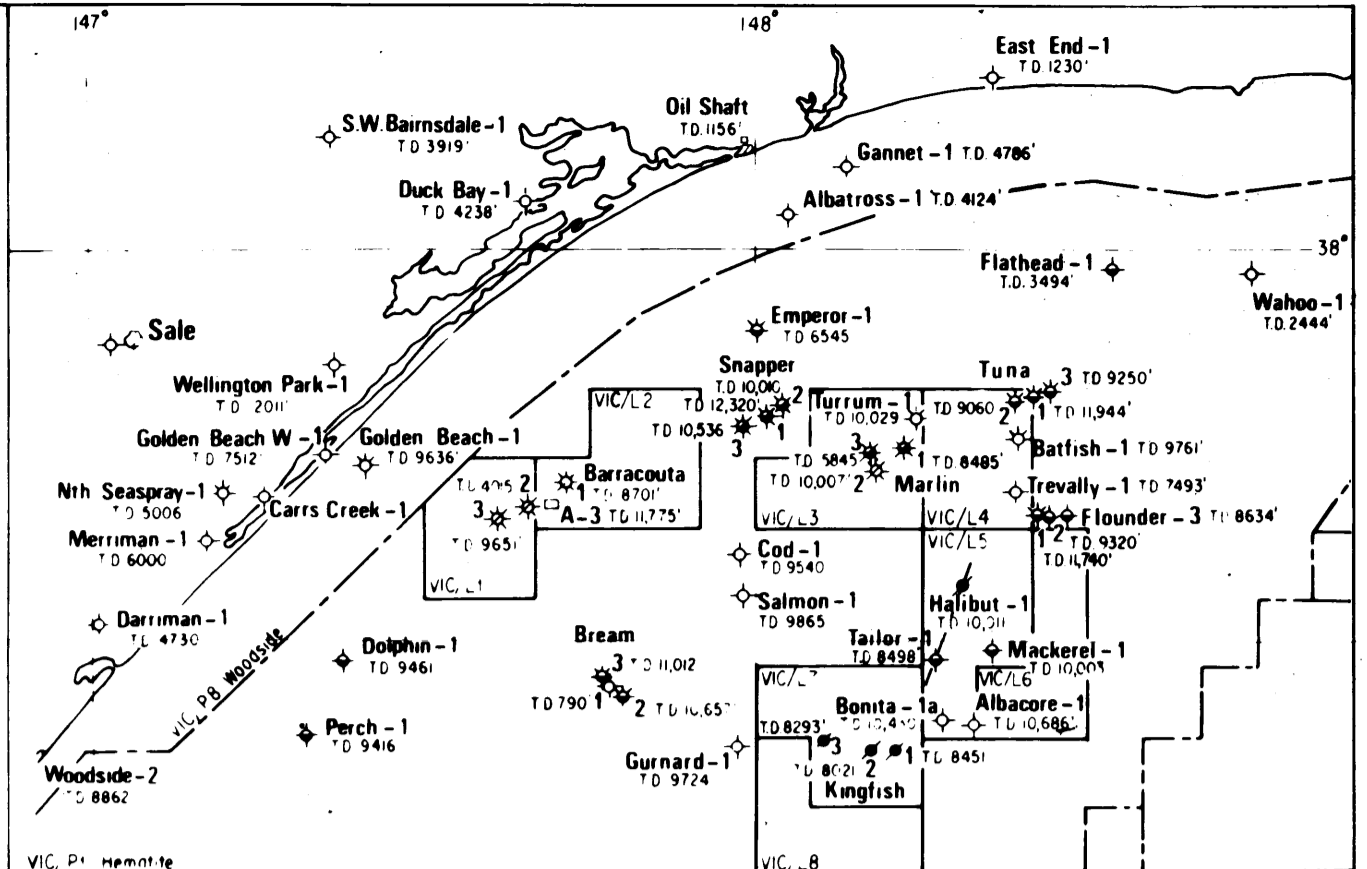 147°
148°
East End-1
T.D. 1230'
Oil Shaft
T.D. 1156'
S.W. Bairnsdale-1
T D 3919'
Gannet-1 T.D. 4786'
Duck Bay-1
T D 4238'
Albatross-1 T.D. 4124'
38°
Flathead-1
T.D. 3494'
Wahoo-1
T.D. 2444'
Sale
Emperor-1
T D 6545
Wellington Park-1
T D 2011'
Snapper
T.D 10,010
T D 12,320'
T D 10,536
2
1
3
Tuna
3 T D 9250'
T D 9060
2
1
T D 11,944'
VIC/L2
Turrum-1
T D 10,029
Golden Beach W-1
T D 7512'
Golden Beach-1
T D 9636'
Batfish-1 T D 9761'
3
T D 5845'
1
T D 8485'
T D 10,007'
2
Marlin
Barracouta
1
T D 8701'
2
A-3 T D 11,775'
3
T D 9651'
Trevally-1 T D 7493'
Nth Seaspray-1
T D 5006
Carrs Creek-1
VIC/L3
VIC/L4
Flounder-3 T D 8634'
1 2
T D 9320'
T D 11,740'
Merriman-1
T D 6000
VIC/L5
Cod-1
T D 9540
VIC/L1
Salmon-1
T D 9865
Halibut-1
Darriman-1
T D 4730
VIC, P8 Woodside
Dolphin-1
T D 9461
Bream
3 T D 11,012
1
2
Tailor-1
T D 8498'
Mackerel-1
T D 10,003
VIC/L7
VIC/L6
Perch-1
T D 9416
Bonita-1a
Albacore-1
T D 10,686'
T.D 8293'
3
2
1
T D 8451
T D 8021
Kingfish
Gurnard-1
T D 9724
Woodside-2
T D 8862
VIC, P1 Hematite
VIC/L8